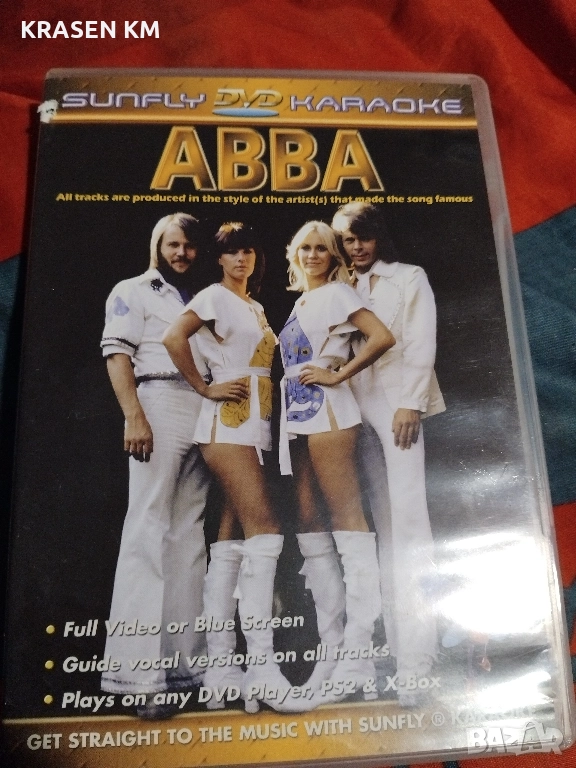 KRASEN KM
SUNFLY DVD KARAOKE
ABBA
All tracks are produced in the style of the artist(s) that made the song famous
• Full Video or Blue Screen
• Guide vocal versions on all tracks
• Plays on any DVD Player, PS2 & X-Box
GET STRAIGHT TO THE MUSIC WITH SUNFLY ® KARAOKE
BAZAR